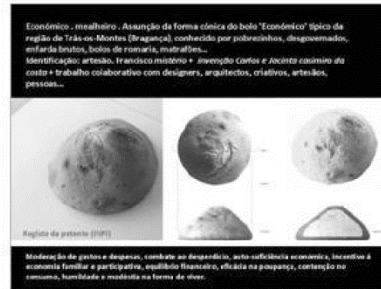 Económico . mealheiro . Assunção da forma cónica do bolo "Económico" típico da
região de Trás-os-Montes (Bragança), conhecido por pobrezinhos, desgovernados,
enfarda brutos, bolos de romaria, matrafões...
Identificação: artesão. Francisco mistério + invenção Carlos e Jacinta casimiro da
costa + trabalho colaborativo com designers, arquitectos, criativos, artesãos,
pessoas...
Registo da patente (INPI)
Moderação de gastos e despesas, combate ao desperdício, auto-suficiência económica, incentivo à
economia familiar e participativa, equilíbrio financeiro, eficácia na poupança, contenção no
consumo, humildade e modéstia na forma de viver.